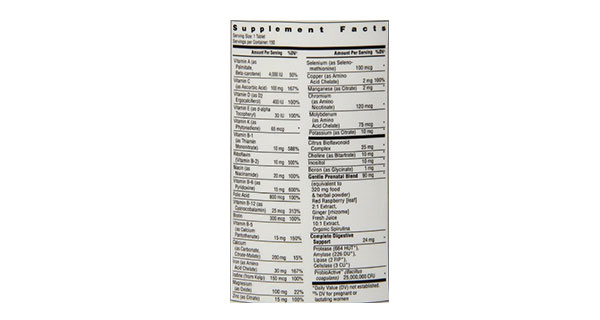 Supplement Facts
Serving Size: 1 Tablet
Servings per Container: 150
Amount Per Serving %DV*
Vitamin A (as
Palmitate,
Beta-carotene) 4,000 IU 50%
Vitamin C
(as Ascorbic Acid) 100 mg 167%
Vitamin D (as D2
Ergocalciferol) 400 IU 100%
Vitamin E (as d-alpha
Tocopheryl) 30 IU 100%
Vitamin K (as
Phytonadione) 65 mcg *
Vitamin B-1
(as Thiamin
Mononitrate) 10 mg 586%
Riboflavin
(Vitamin B-2) 10 mg 500%
Niacin (as
Niacinamide) 20 mg 100%
Vitamin B-6 (as
Pyridoxine) 15 mg 600%
Folic Acid 800 mcg 100%
Vitamin B-12 (as
Cyanocobalamin) 25 mcg 313%
Biotin 300 mcg 100%
Vitamin B-5
(as Calcium
Pantothenate) 15 mg 150%
Calcium
(as Carbonate,
Citrate-Malate) 200 mg 15%
Iron (as Amino
Acid Chelate) 30 mg 167%
Iodine (from Kelp) 150 mcg 100%
Magnesium
(as Oxide) 100 mg 22%
Zinc (as Citrate) 15 mg 100%
Amount Per Serving %DV*
Selenium (as Seleno-
methionine) 100 mcg *
Copper (as Amino
Acid Chelate) 2 mg 100%
Manganese (as Citrate) 2 mg *
Chromium
(as Amino
Nicotinate) 120 mcg *
Molybdenum
(as Amino
Acid Chelate) 75 mcg *
Potassium (as Citrate) 10 mg *
Citrus Bioflavonoid
Complex 25 mg *
Choline (as Bitartrate) 10 mg *
Inositol 10 mg *
Boron (as Glycinate) 1 mg *
Gentle Prenatal Blend 80 mg *
(equivalent to
320 mg food
& herbal powder)
Red Raspberry [leaf]
2:1 Extract,
Ginger [rhizome]
Fresh Juice
10:1 Extract,
Organic Spirulina
Complete Digestive
Support 24 mg *
Protease (664 HUT*),
Amylase (226 DU*),
Lipase (2 FIP*),
Cellulase (3 CU*)
ProbioActive* (Bacillus
coagulans) 25,000,000 CFU
*Daily Value (DV) not established.
*% DV for pregnant or
lactating women